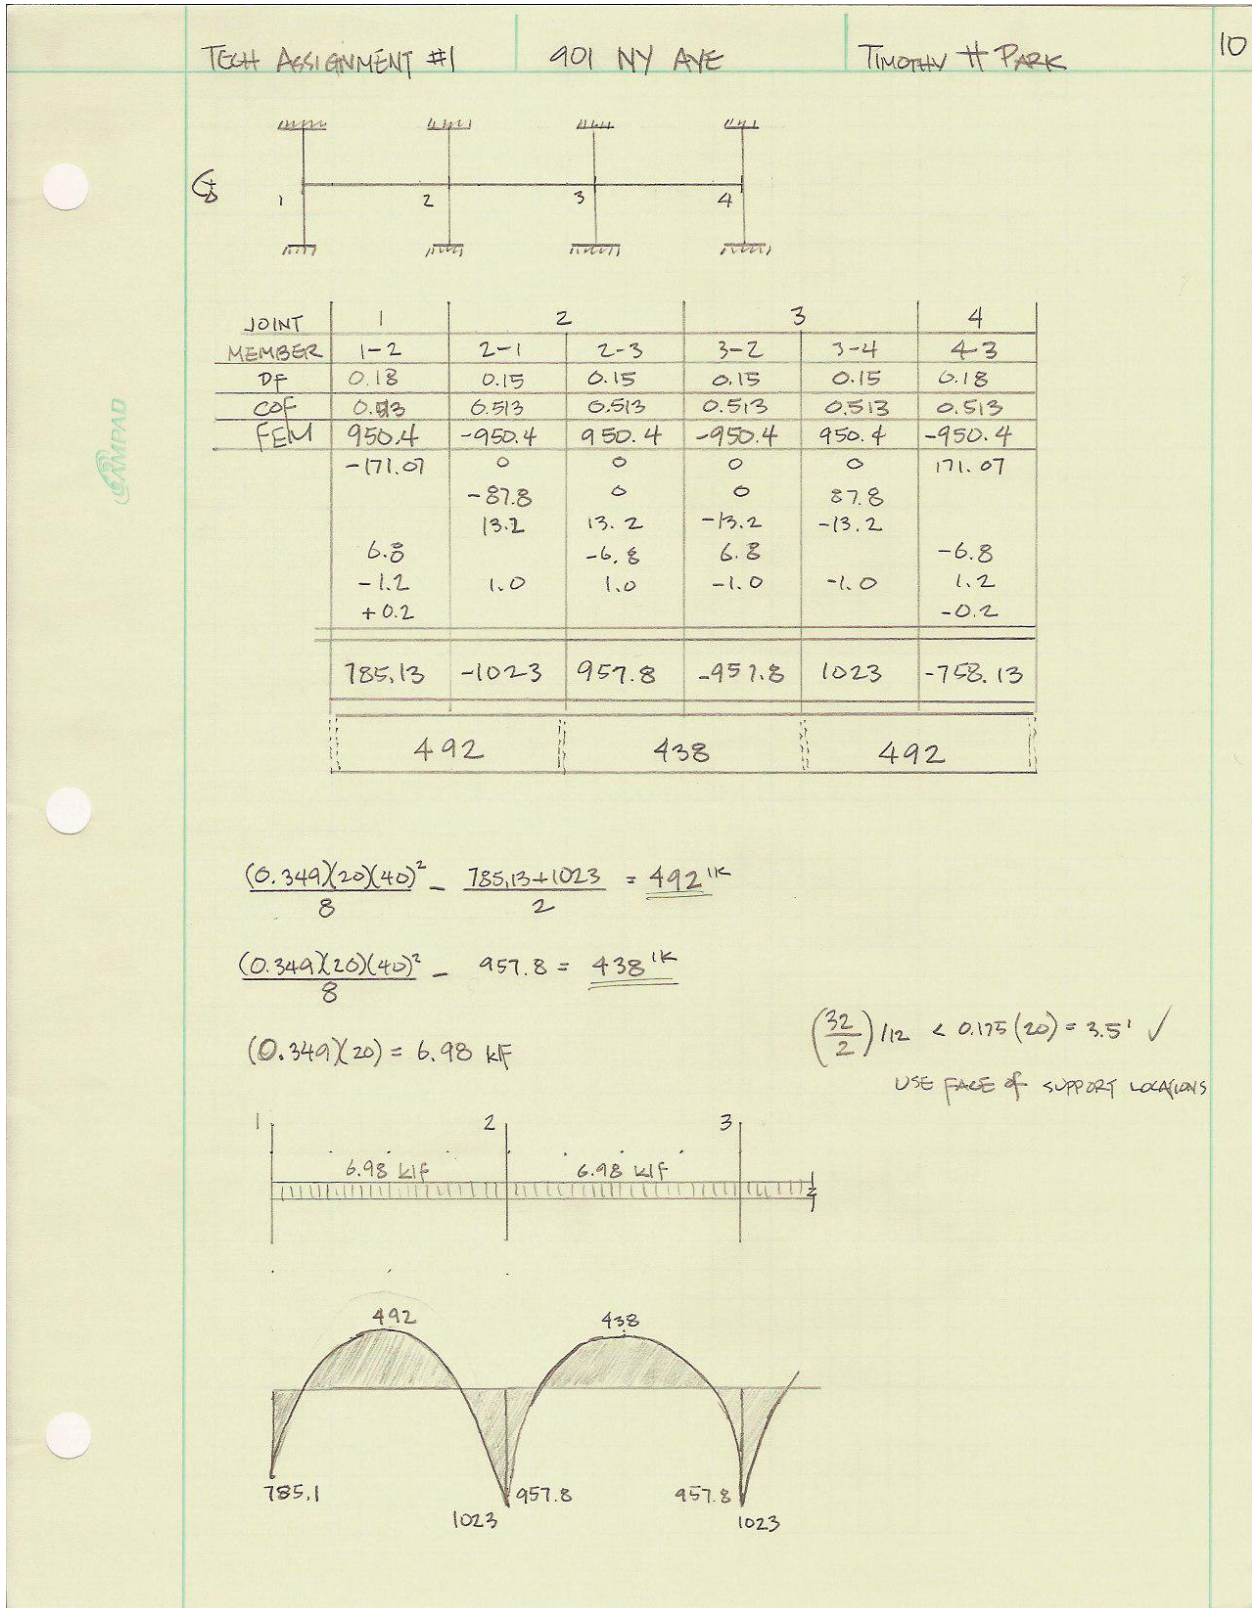 TECH ASSIGNMENT #1 901 NY AVE TIMOTHY H PARK 10
1 2 3 4
JOINT 1 2 3 4
MEMBER 1-2 2-1 2-3 3-2 3-4 4-3
DF 0.18 0.15 0.15 0.15 0.15 0.18
COF 0.513 0.513 0.513 0.513 0.513 0.513
FEM 950.4 -950.4 950.4 -950.4 950.4 -950.4
-171.07 0 0 0 0 171.07
-87.8 0 0 87.8
13.2 13.2 -13.2 -13.2
6.8 -6.8 6.8 -6.8
-1.2 1.0 1.0 -1.0 -1.0 1.2
+0.2 -0.2
785.13 -1023 957.8 -957.8 1023 -758.13
492 438 492
CAMPAD
(0.349)(20)(40)²/8 - 785.13+1023/2 = 492 'K
(0.349)(20)(40)²/8 - 957.8 = 438 'K
(32/2)/12 < 0.175(20) = 3.5' ✓
(0.349)(20) = 6.98 klF
USE FACE OF SUPPORT LOCATIONS
1 2 3
6.98 klF 6.98 klF
492 438
785.1 957.8 957.8
1023 1023